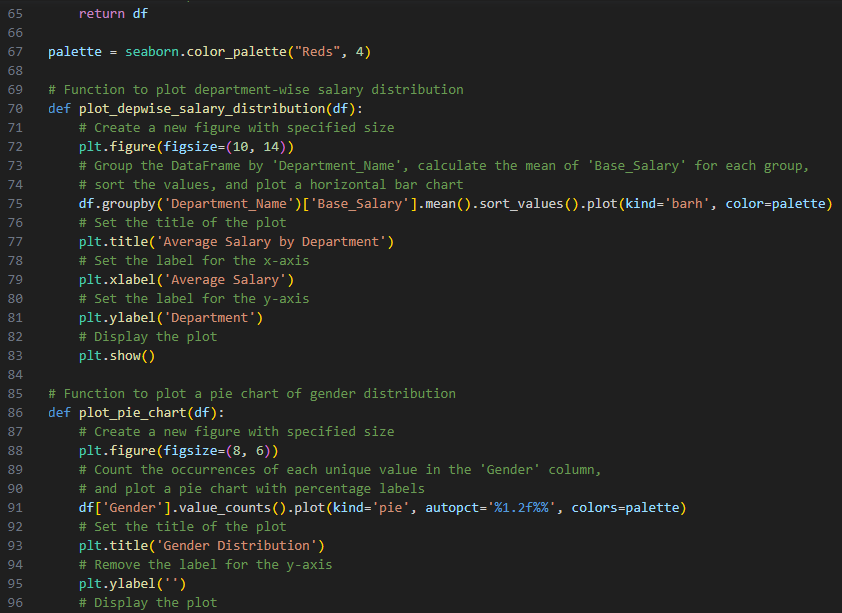 65        return df
66
67    palette = seaborn.color_palette("Reds", 4)
68
69    # Function to plot department-wise salary distribution
70    def plot_depwise_salary_distribution(df):
71        # Create a new figure with specified size
72        plt.figure(figsize=(10, 14))
73        # Group the DataFrame by 'Department_Name', calculate the mean of 'Base_Salary' for each group,
74        # sort the values, and plot a horizontal bar chart
75        df.groupby('Department_Name')['Base_Salary'].mean().sort_values().plot(kind='barh', color=palette)
76        # Set the title of the plot
77        plt.title('Average Salary by Department')
78        # Set the label for the x-axis
79        plt.xlabel('Average Salary')
80        # Set the label for the y-axis
81        plt.ylabel('Department')
82        # Display the plot
83        plt.show()
84
85    # Function to plot a pie chart of gender distribution
86    def plot_pie_chart(df):
87        # Create a new figure with specified size
88        plt.figure(figsize=(8, 6))
89        # Count the occurrences of each unique value in the 'Gender' column,
90        # and plot a pie chart with percentage labels
91        df['Gender'].value_counts().plot(kind='pie', autopct='%1.2f%%', colors=palette)
92        # Set the title of the plot
93        plt.title('Gender Distribution')
94        # Remove the label for the y-axis
95        plt.ylabel('')
96        # Display the plot